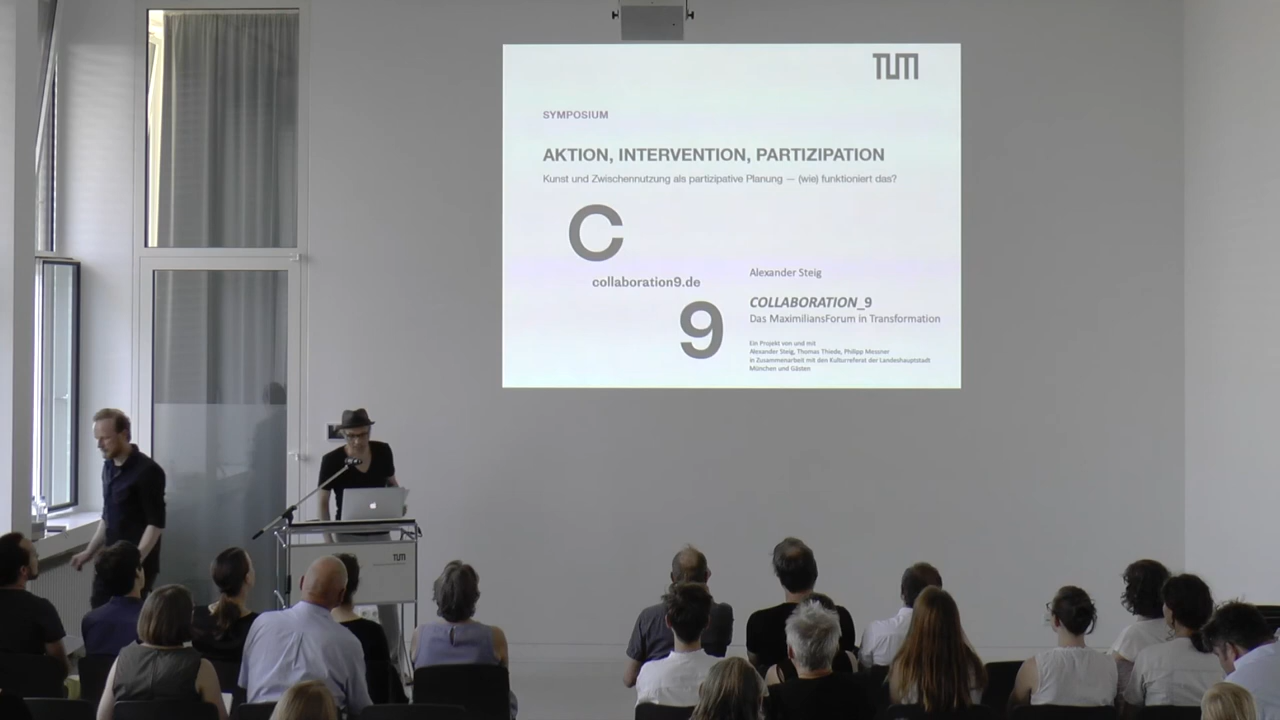 TUM
SYMPOSIUM
AKTION, INTERVENTION, PARTIZIPATION
Kunst und Zwischennutzung als partizipative Planung — (wie) funktioniert das?
C
collaboration9.de
9
Alexander Steig
COLLABORATION_9
Das MaximiliansForum in Transformation
Ein Projekt von und mit
Alexander Steig, Thomas Thiede, Philipp Messner
in Zusammenarbeit mit den Kulturreferat der Landeshauptstadt
München und Gästen
TUM